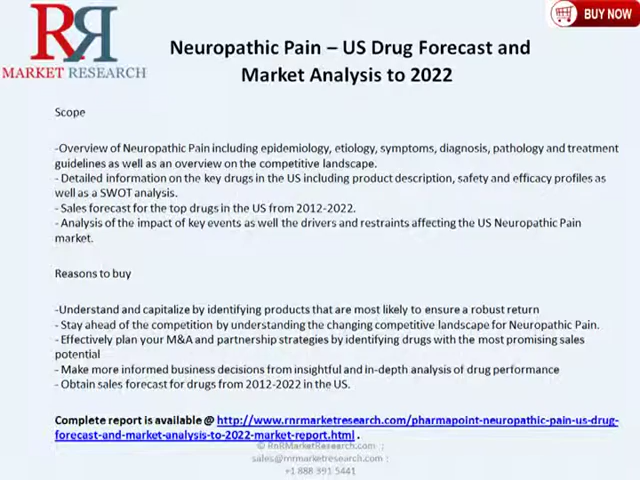 RR
MARKET RESEARCH
BUY NOW
Neuropathic Pain – US Drug Forecast and
Market Analysis to 2022
Scope
-Overview of Neuropathic Pain including epidemiology, etiology, symptoms, diagnosis, pathology and treatment
guidelines as well as an overview on the competitive landscape.
- Detailed information on the key drugs in the US including product description, safety and efficacy profiles as
well as a SWOT analysis.
- Sales forecast for the top drugs in the US from 2012-2022.
- Analysis of the impact of key events as well the drivers and restraints affecting the US Neuropathic Pain
market.
Reasons to buy
-Understand and capitalize by identifying products that are most likely to ensure a robust return
- Stay ahead of the competition by understanding the changing competitive landscape for Neuropathic Pain.
- Effectively plan your M&A and partnership strategies by identifying drugs with the most promising sales
potential
- Make more informed business decisions from insightful and in-depth analysis of drug performance
- Obtain sales forecast for drugs from 2012-2022 in the US.
Complete report is available @ http://www.rnrmarketresearch.com/pharmapoint-neuropathic-pain-us-drug-
forecast-and-market-analysis-to-2022-market-report.html .
© RnRMarketResearch.com ;
sales@rnrmarketresearch.com ;
+1 888 391 5441